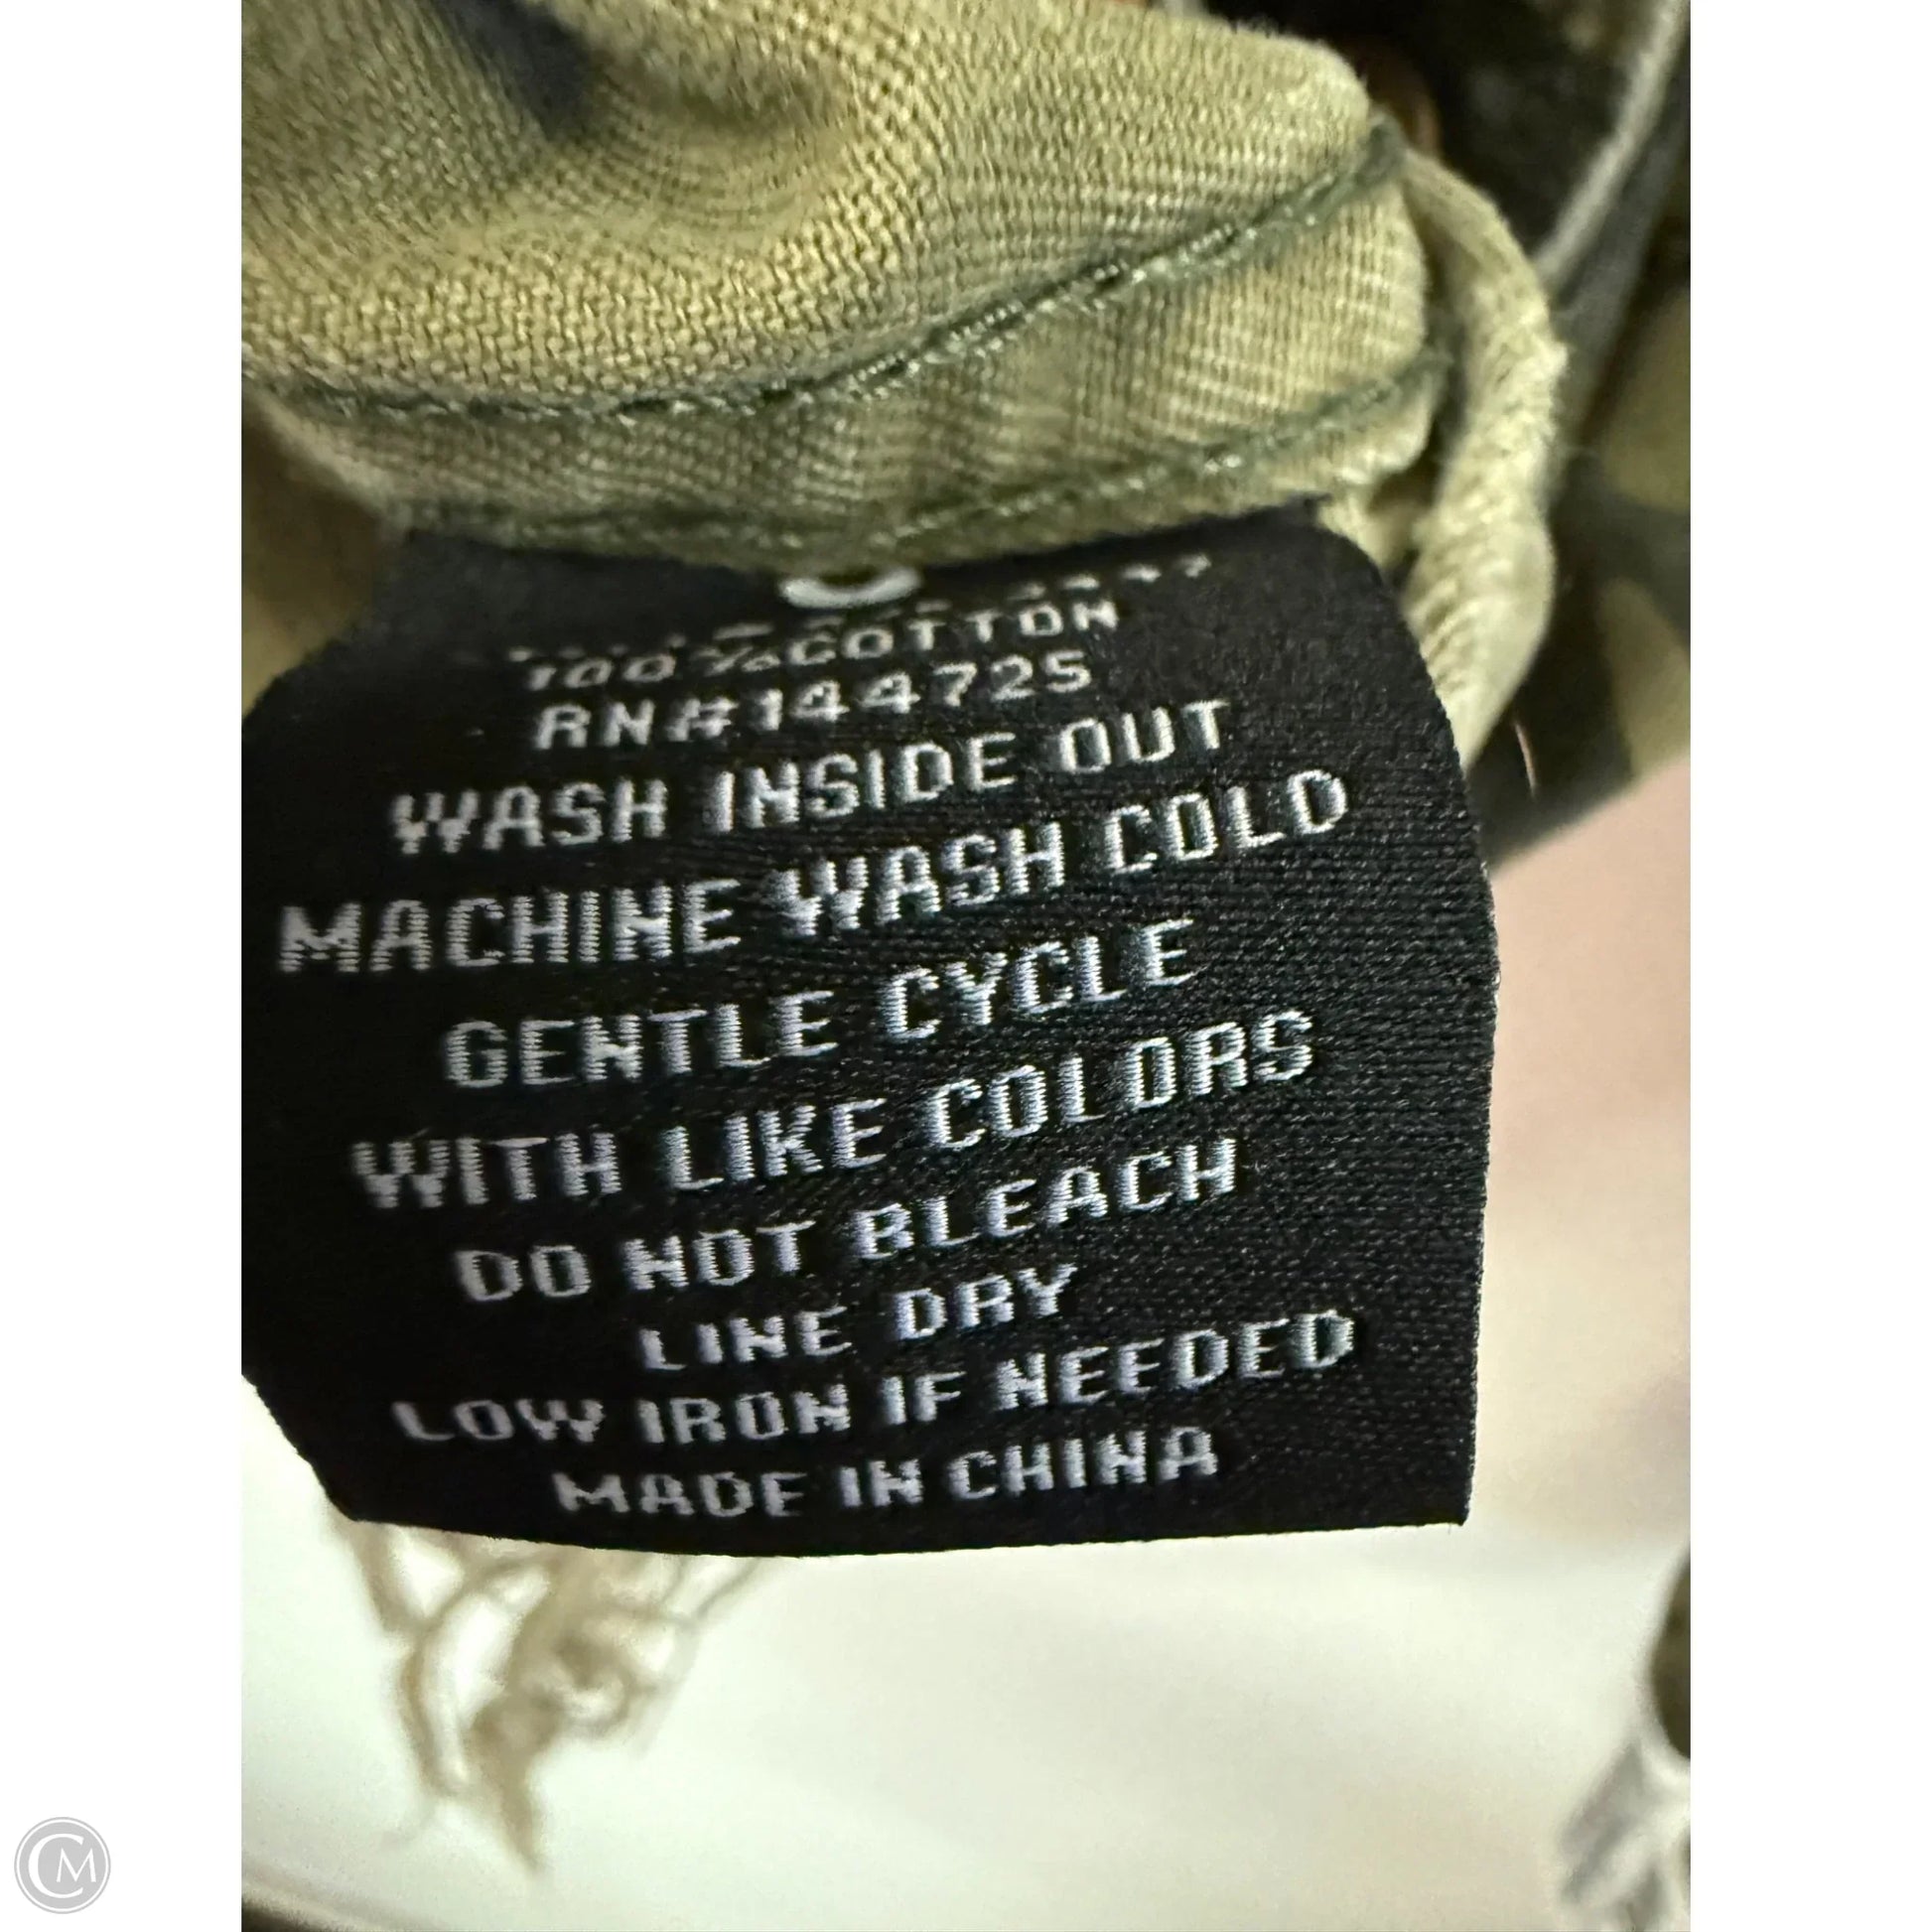 100%COTTON
RN#144725
WASH INSIDE OUT
MACHINE WASH COLD
GENTLE CYCLE
WITH LIKE COLORS
DO NOT BLEACH
LINE DRY
LOW IRON IF NEEDED
MADE IN CHINA
CM